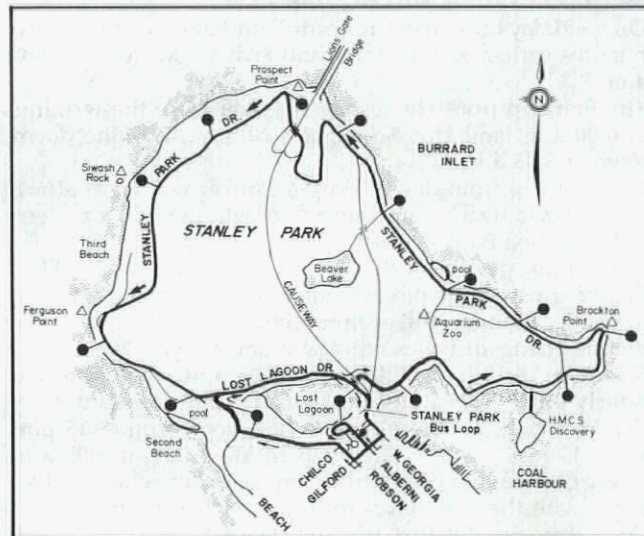 Lions Gate
Bridge
Prospect
Point
N
DR.
BURRARD
INLET
PARK
Siwash
Rock
STANLEY
STANLEY PARK
Third
Beach
STANLEY
Beaver
Lake
pool
PARK
Brockton
Point
Ferguson
Point
CAUSEWAY
Aquarium
Zoo
DR.
LOST LAGOON DR.
Lost
Lagoon
STANLEY PARK
Bus Loop
H.M.C.S
Discovery
pool
Second
Beach
CHILCO
GILFORD
W. GEORGIA
ALBERNI
ROBSON
COAL
HARBOUR
BEACH